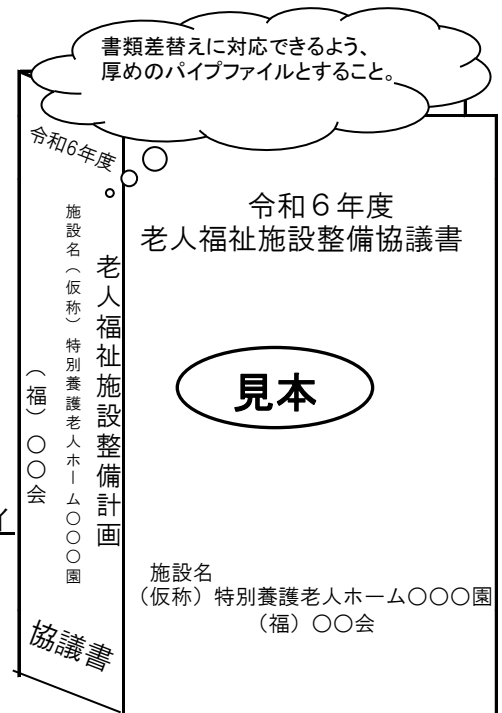 書類差替えに対応できるよう、
厚めのパイプファイルとすること。
令和6年度
老人福祉施設整備計画
施設名（仮称）特別養護老人ホーム〇〇〇園
（福）〇〇会
協議書
令和６年度
老人福祉施設整備協議書
見本
施設名
（仮称）特別養護老人ホーム〇〇〇園
（福）〇〇会
イ